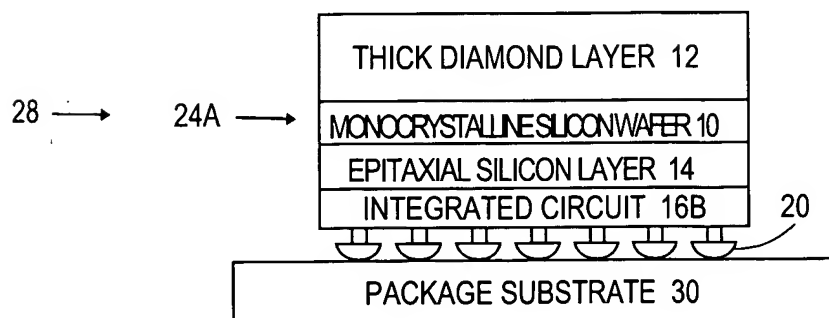 THICK DIAMOND LAYER 12
28 → 24A → MONOCRYSTALLINE SILICON WAFER 10
EPITAXIAL SILICON LAYER 14
INTEGRATED CIRCUIT 16B
20
PACKAGE SUBSTRATE 30